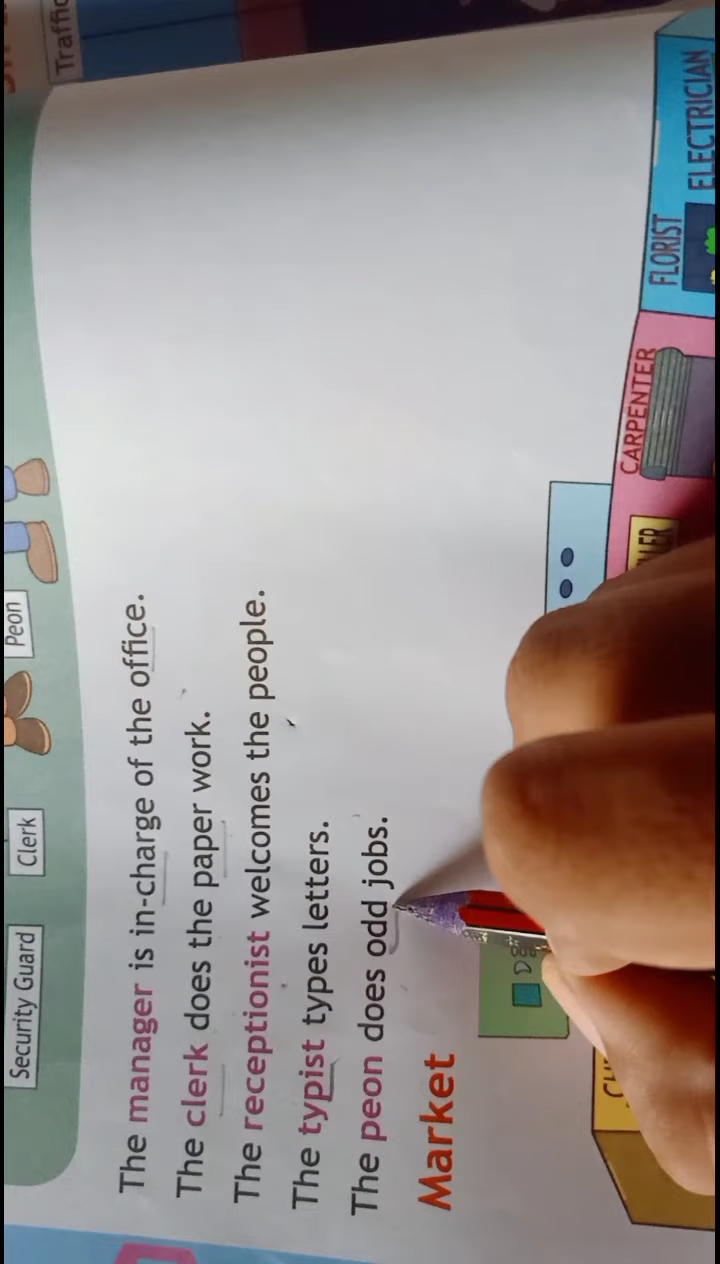 Traffic
Security Guard
Clerk
Peon
The manager is in-charge of the office.
The clerk does the paper work.
The receptionist welcomes the people.
The typist types letters.
The peon does odd jobs.
Market
CARPENTER
FLORIST
ELECTRICIAN